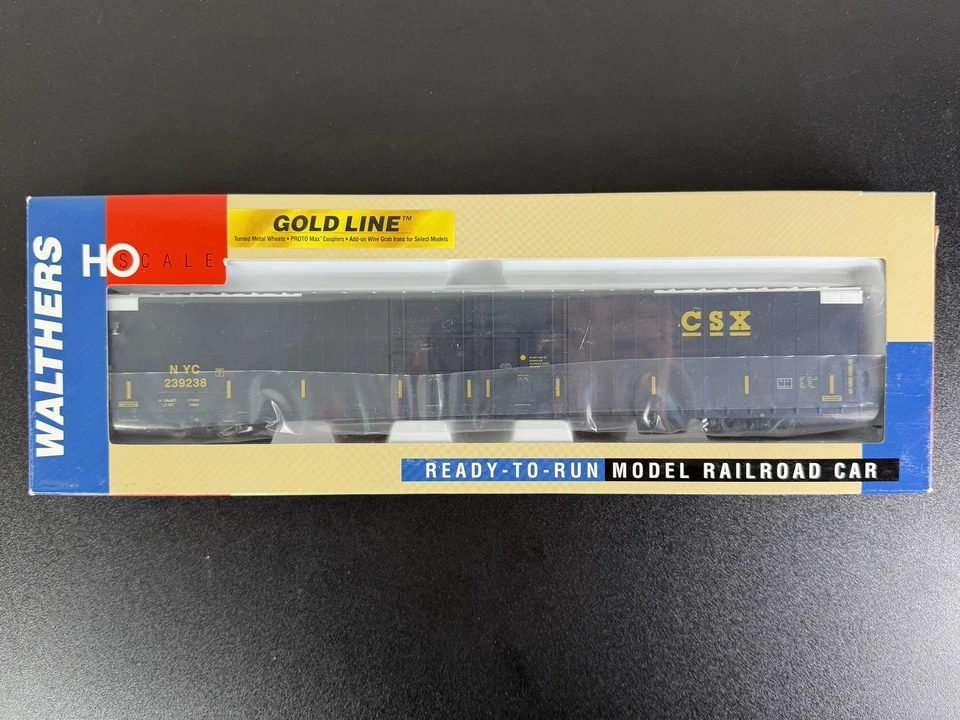 WALTHERS
HO SCALE
GOLD LINE™
Turned Metal Wheels • PROTO Max™ Couplers • Add-on Wire Grab Irons for Select Models
CSX
NYC
239238
READY-TO-RUN MODEL RAILROAD CAR